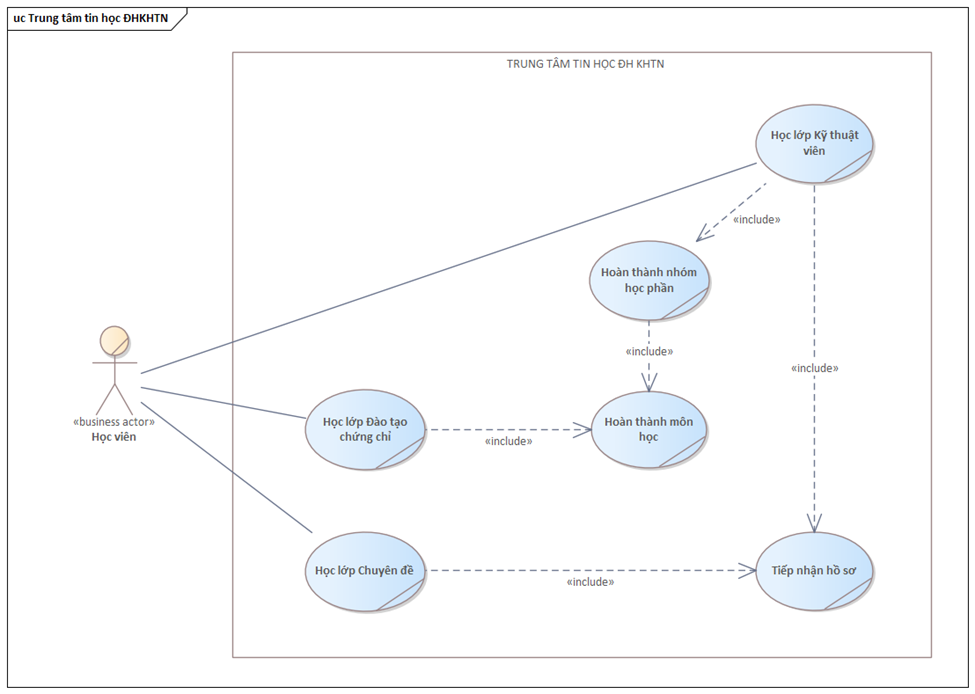 uc Trung tâm tin học ĐHKHTN
TRUNG TÂM TIN HỌC ĐH KHTN
Học lớp Kỹ thuật
viên
«include»
Hoàn thành nhóm
học phần
«include»
«include»
«business actor»
Học viên
Học lớp Đào tạo
chứng chỉ
«include»
Hoàn thành môn
học
Học lớp Chuyên đề
«include»
Tiếp nhận hồ sơ